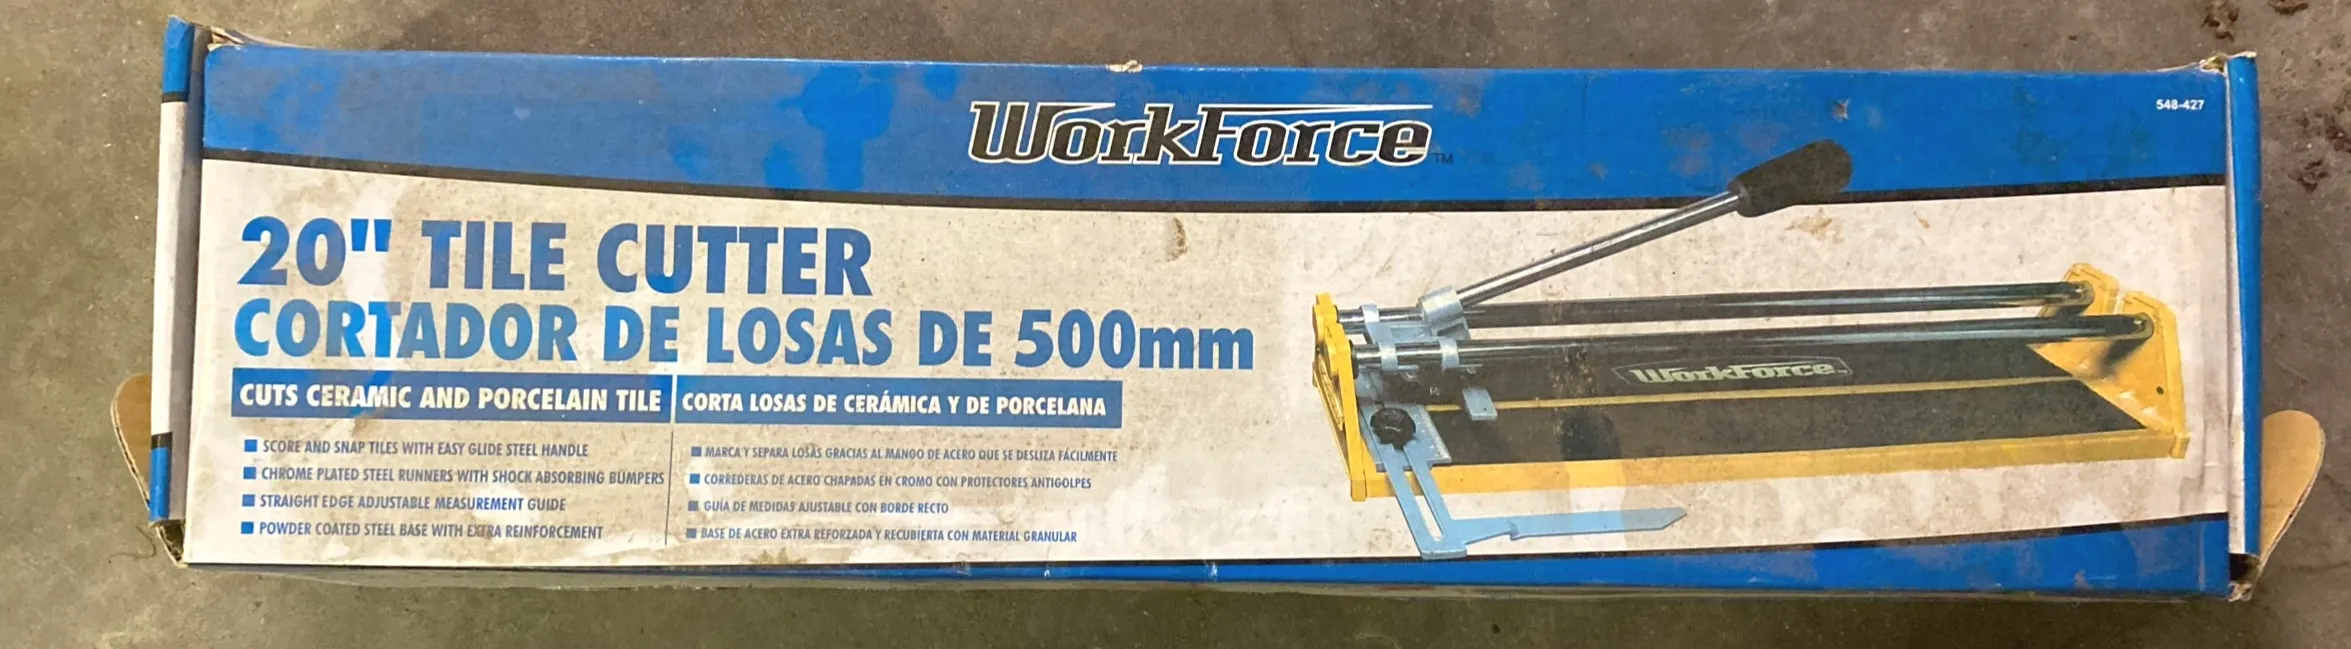 WorkForce™
548-427
20" TILE CUTTER
CORTADOR DE LOSAS DE 500mm
CUTS CERAMIC AND PORCELAIN TILE
CORTA LOSAS DE CERÁMICA Y DE PORCELANA
SCORE AND SNAP TILES WITH EASY GLIDE STEEL HANDLE
CHROME PLATED STEEL RUNNERS WITH SHOCK ABSORBING BUMPERS
STRAIGHT EDGE ADJUSTABLE MEASUREMENT GUIDE
POWDER COATED STEEL BASE WITH EXTRA REINFORCEMENT
MARCA Y SEPARA LOSAS GRACIAS AL MANGO DE ACERO QUE SE DESLIZA FÁCILMENTE
CORREDERAS DE ACERO CHAPADAS EN CROMO CON PROTECTORES ANTIGOLPES
GUÍA DE MEDIDAS AJUSTABLE CON BORDE RECTO
BASE DE ACERO EXTRA REFORZADA Y RECUBIERTA CON MATERIAL GRANULAR
WorkForce